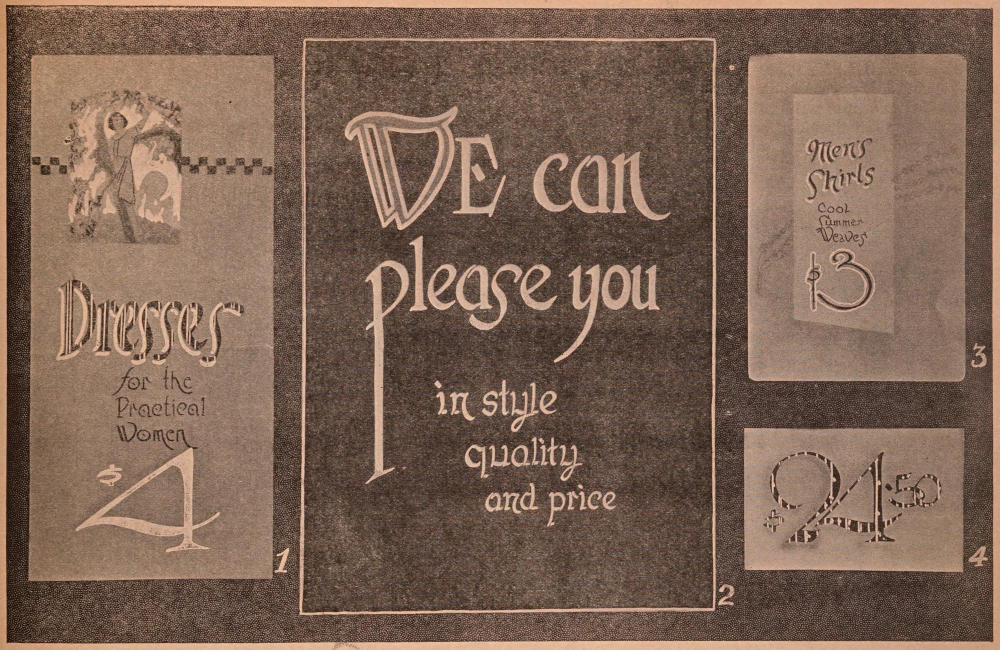 Dresses
for the
Practical
Women
$4
1
We can
please you
in style
quality
and price
2
Men's
Shirts
Cool
Summer
Weaves
$3
3
$24.50
4